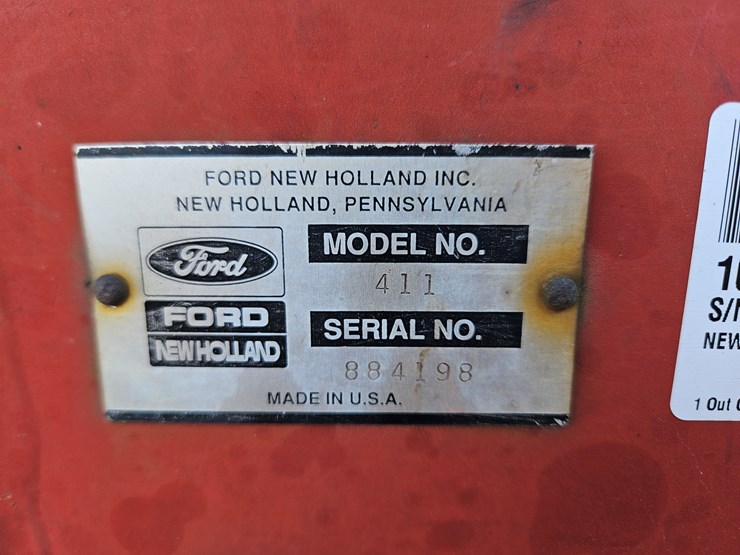 FORD NEW HOLLAND INC.
NEW HOLLAND, PENNSYLVANIA
Ford
FORD
NEW HOLLAND
MODEL NO.
411
SERIAL NO.
884198
MADE IN U.S.A.
1 Out